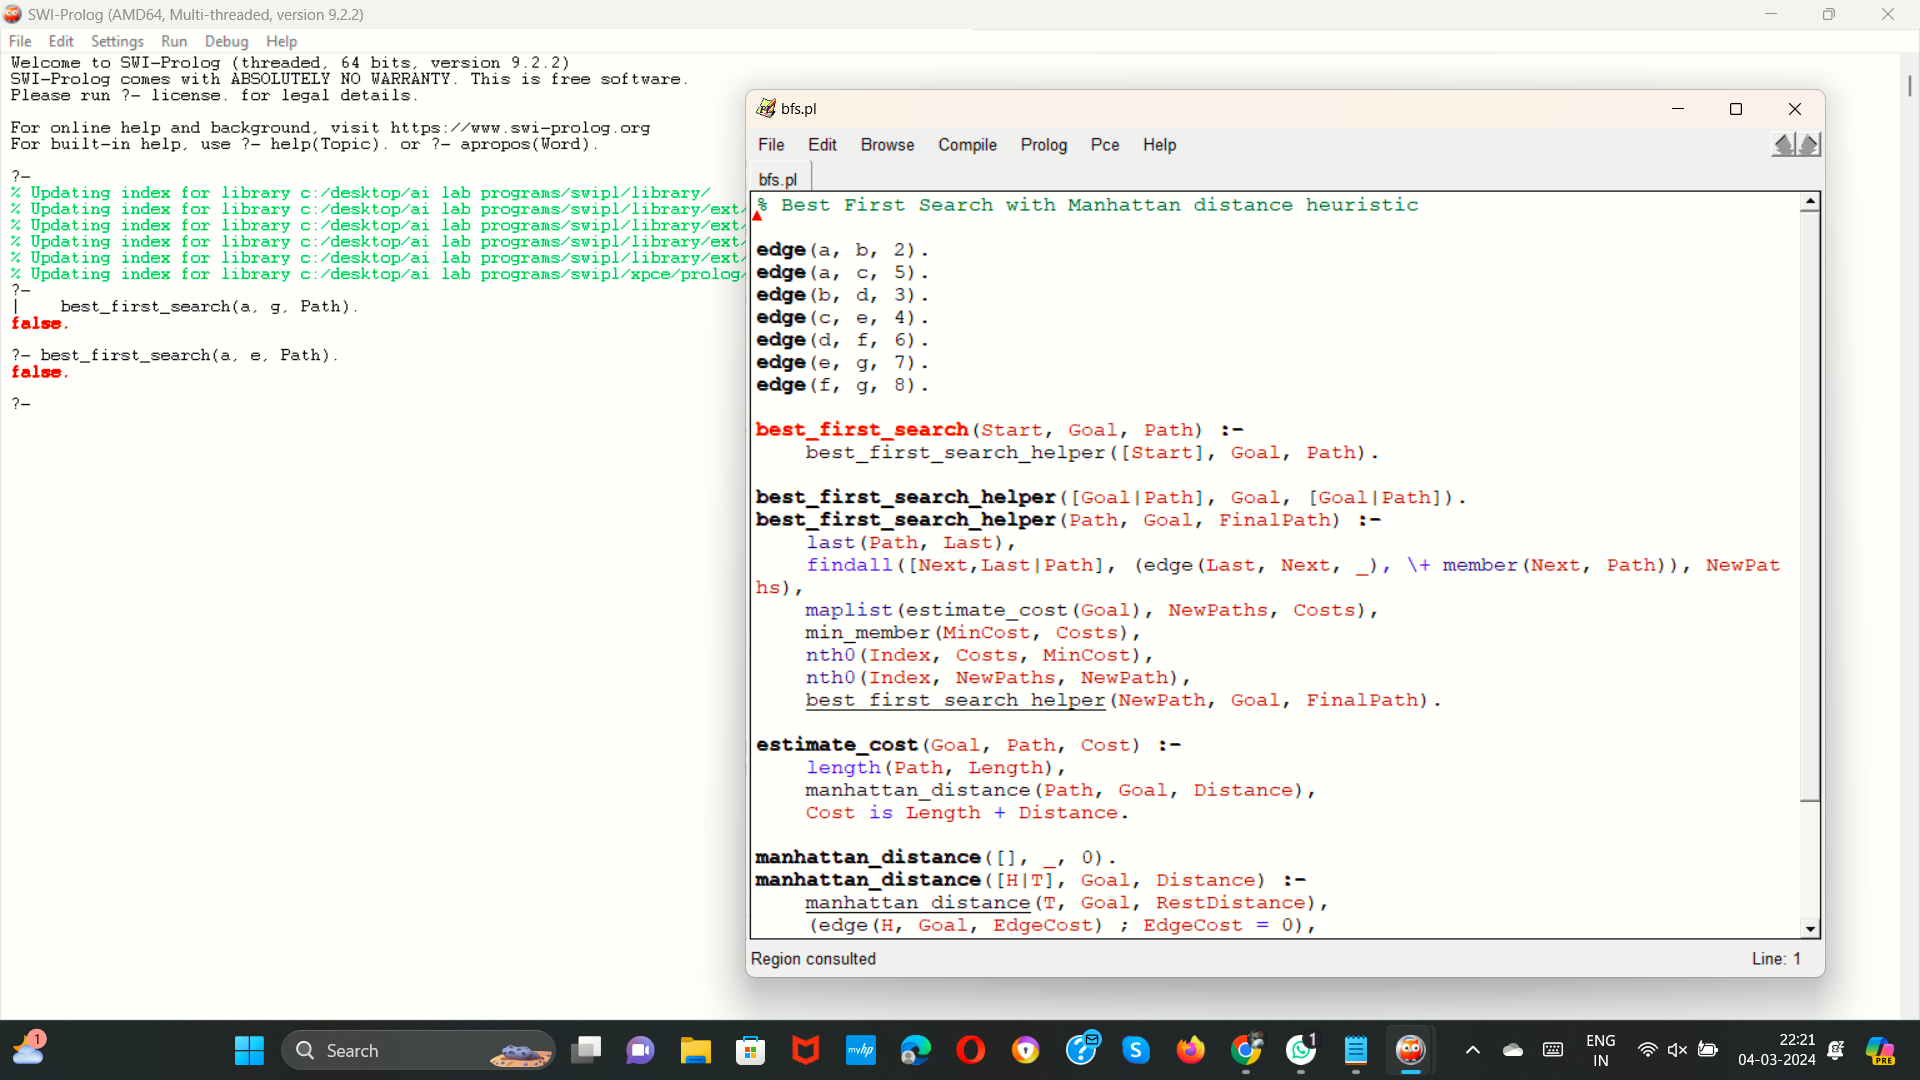 SWI-Prolog (AMD64, Multi-threaded, version 9.2.2)
File Edit Settings Run Debug Help
Welcome to SWI-Prolog (threaded, 64 bits, version 9.2.2)
SWI-Prolog comes with ABSOLUTELY NO WARRANTY. This is free software.
Please run ?- license. for legal details.
For online help and background, visit https://www.swi-prolog.org
For built-in help, use ?- help(Topic). or ?- apropos(Word).
?-
% Updating index for library c:/desktop/ai lab programs/swipl/library/
% Updating index for library c:/desktop/ai lab programs/swipl/library/ext/
% Updating index for library c:/desktop/ai lab programs/swipl/library/ext/
% Updating index for library c:/desktop/ai lab programs/swipl/library/ext/
% Updating index for library c:/desktop/ai lab programs/swipl/library/ext/
% Updating index for library c:/desktop/ai lab programs/swipl/xpce/prolog/
?-
| best_first_search(a, g, Path).
false.
?- best_first_search(a, e, Path).
false.
?-
bfs.pl
File Edit Browse Compile Prolog Pce Help
bfs.pl
% Best First Search with Manhattan distance heuristic
edge(a, b, 2).
edge(a, c, 5).
edge(b, d, 3).
edge(c, e, 4).
edge(d, f, 6).
edge(e, g, 7).
edge(f, g, 8).
best_first_search(Start, Goal, Path) :-
best_first_search_helper([Start], Goal, Path).
best_first_search_helper([Goal|Path], Goal, [Goal|Path]).
best_first_search_helper(Path, Goal, FinalPath) :-
last(Path, Last),
findall([Next,Last|Path], (edge(Last, Next, _), \+ member(Next, Path)), NewPat
hs),
maplist(estimate_cost(Goal), NewPaths, Costs),
min_member(MinCost, Costs),
nth0(Index, Costs, MinCost),
nth0(Index, NewPaths, NewPath),
best_first_search_helper(NewPath, Goal, FinalPath).
estimate_cost(Goal, Path, Cost) :-
length(Path, Length),
manhattan_distance(Path, Goal, Distance),
Cost is Length + Distance.
manhattan_distance([], _, 0).
manhattan_distance([H|T], Goal, Distance) :-
manhattan_distance(T, Goal, RestDistance),
(edge(H, Goal, EdgeCost) ; EdgeCost = 0),
Region consulted Line: 1
1
Search
myhp
S
1
ENG
IN
22:21
04-03-2024
PRE